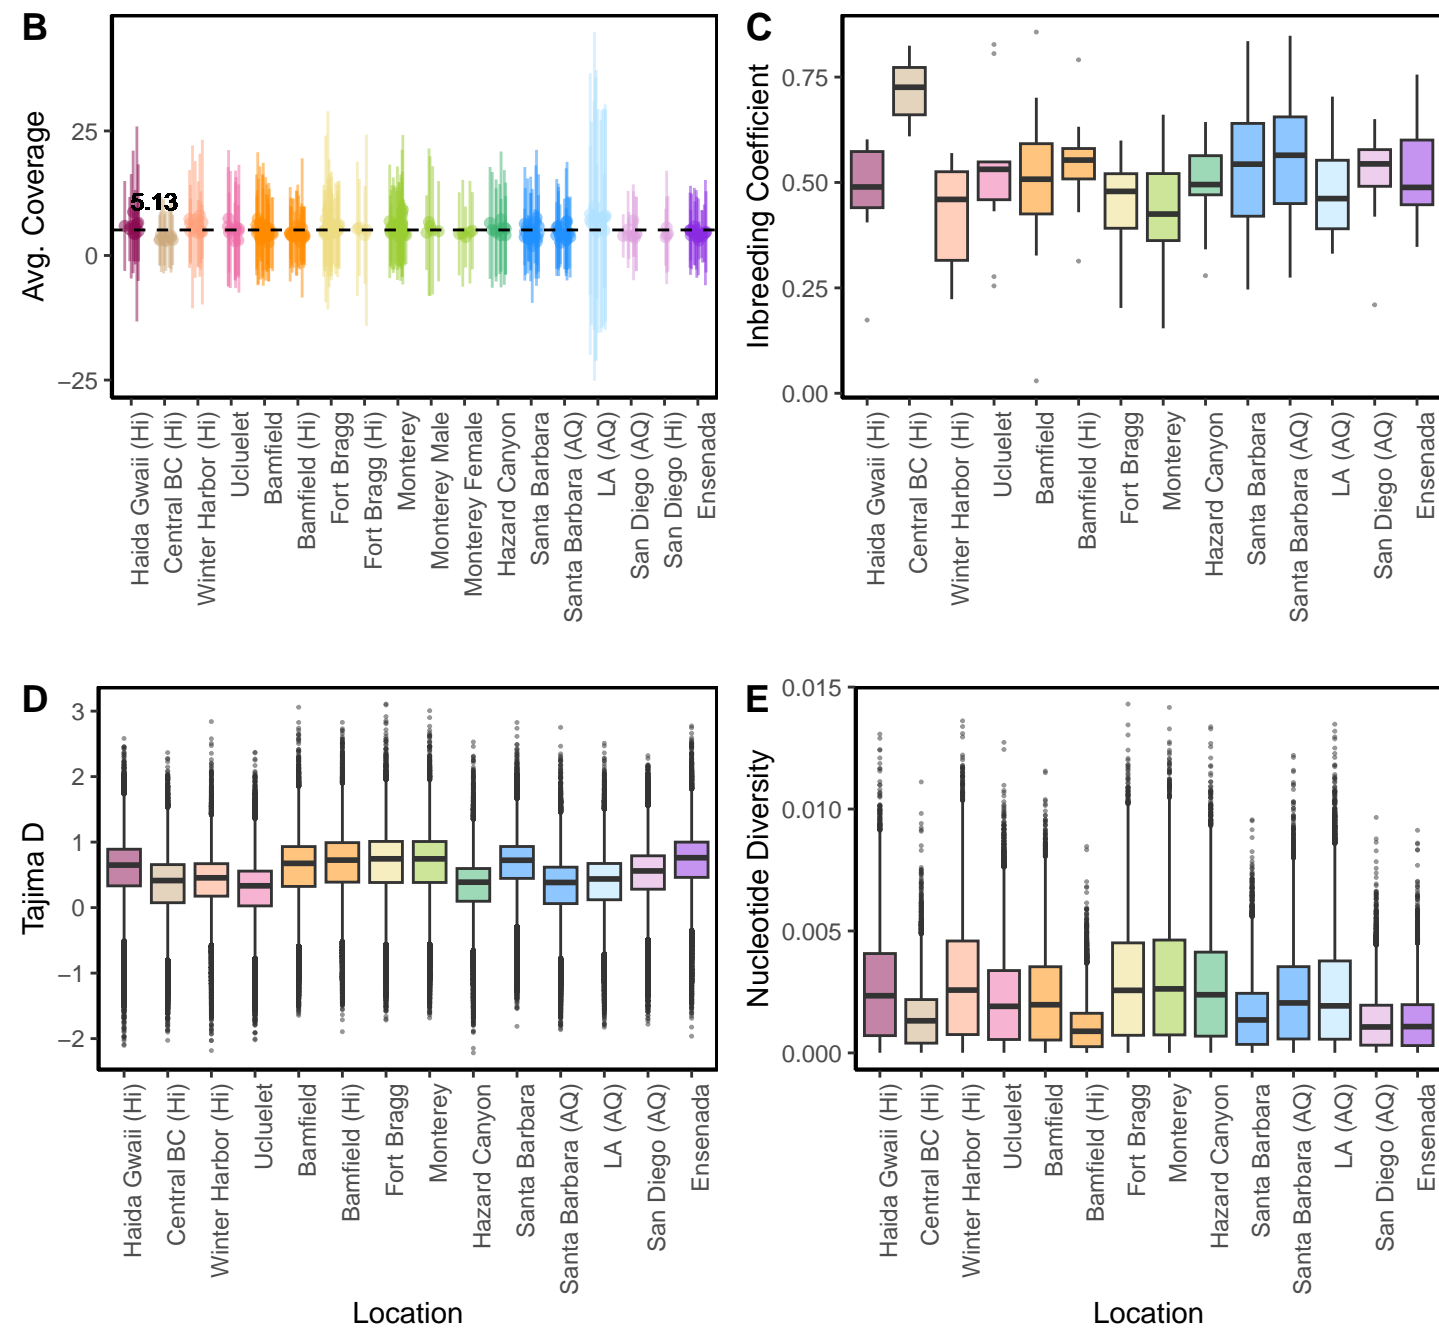 B
Avg. Coverage
25
0
−25
5.13
Haida Gwaii (Hi)
Central BC (Hi)
Winter Harbor (Hi)
Ucluelet
Bamfield
Bamfield (Hi)
Fort Bragg
Fort Bragg (Hi)
Monterey
Monterey Male
Monterey Female
Hazard Canyon
Santa Barbara
Santa Barbara (AQ)
LA (AQ)
San Diego (AQ)
San Diego (Hi)
Ensenada
C
Inbreeding Coefficient
0.75
0.50
0.25
0.00
Haida Gwaii (Hi)
Central BC (Hi)
Winter Harbor (Hi)
Ucluelet
Bamfield
Bamfield (Hi)
Fort Bragg
Monterey
Hazard Canyon
Santa Barbara
Santa Barbara (AQ)
LA (AQ)
San Diego (AQ)
Ensenada
D
Tajima D
3
2
1
0
−1
−2
Haida Gwaii (Hi)
Central BC (Hi)
Winter Harbor (Hi)
Ucluelet
Bamfield
Bamfield (Hi)
Fort Bragg
Monterey
Hazard Canyon
Santa Barbara
Santa Barbara (AQ)
LA (AQ)
San Diego (AQ)
Ensenada
Location
E
Nucleotide Diversity
0.015
0.010
0.005
0.000
Haida Gwaii (Hi)
Central BC (Hi)
Winter Harbor (Hi)
Ucluelet
Bamfield
Bamfield (Hi)
Fort Bragg
Monterey
Hazard Canyon
Santa Barbara
Santa Barbara (AQ)
LA (AQ)
San Diego (AQ)
Ensenada
Location